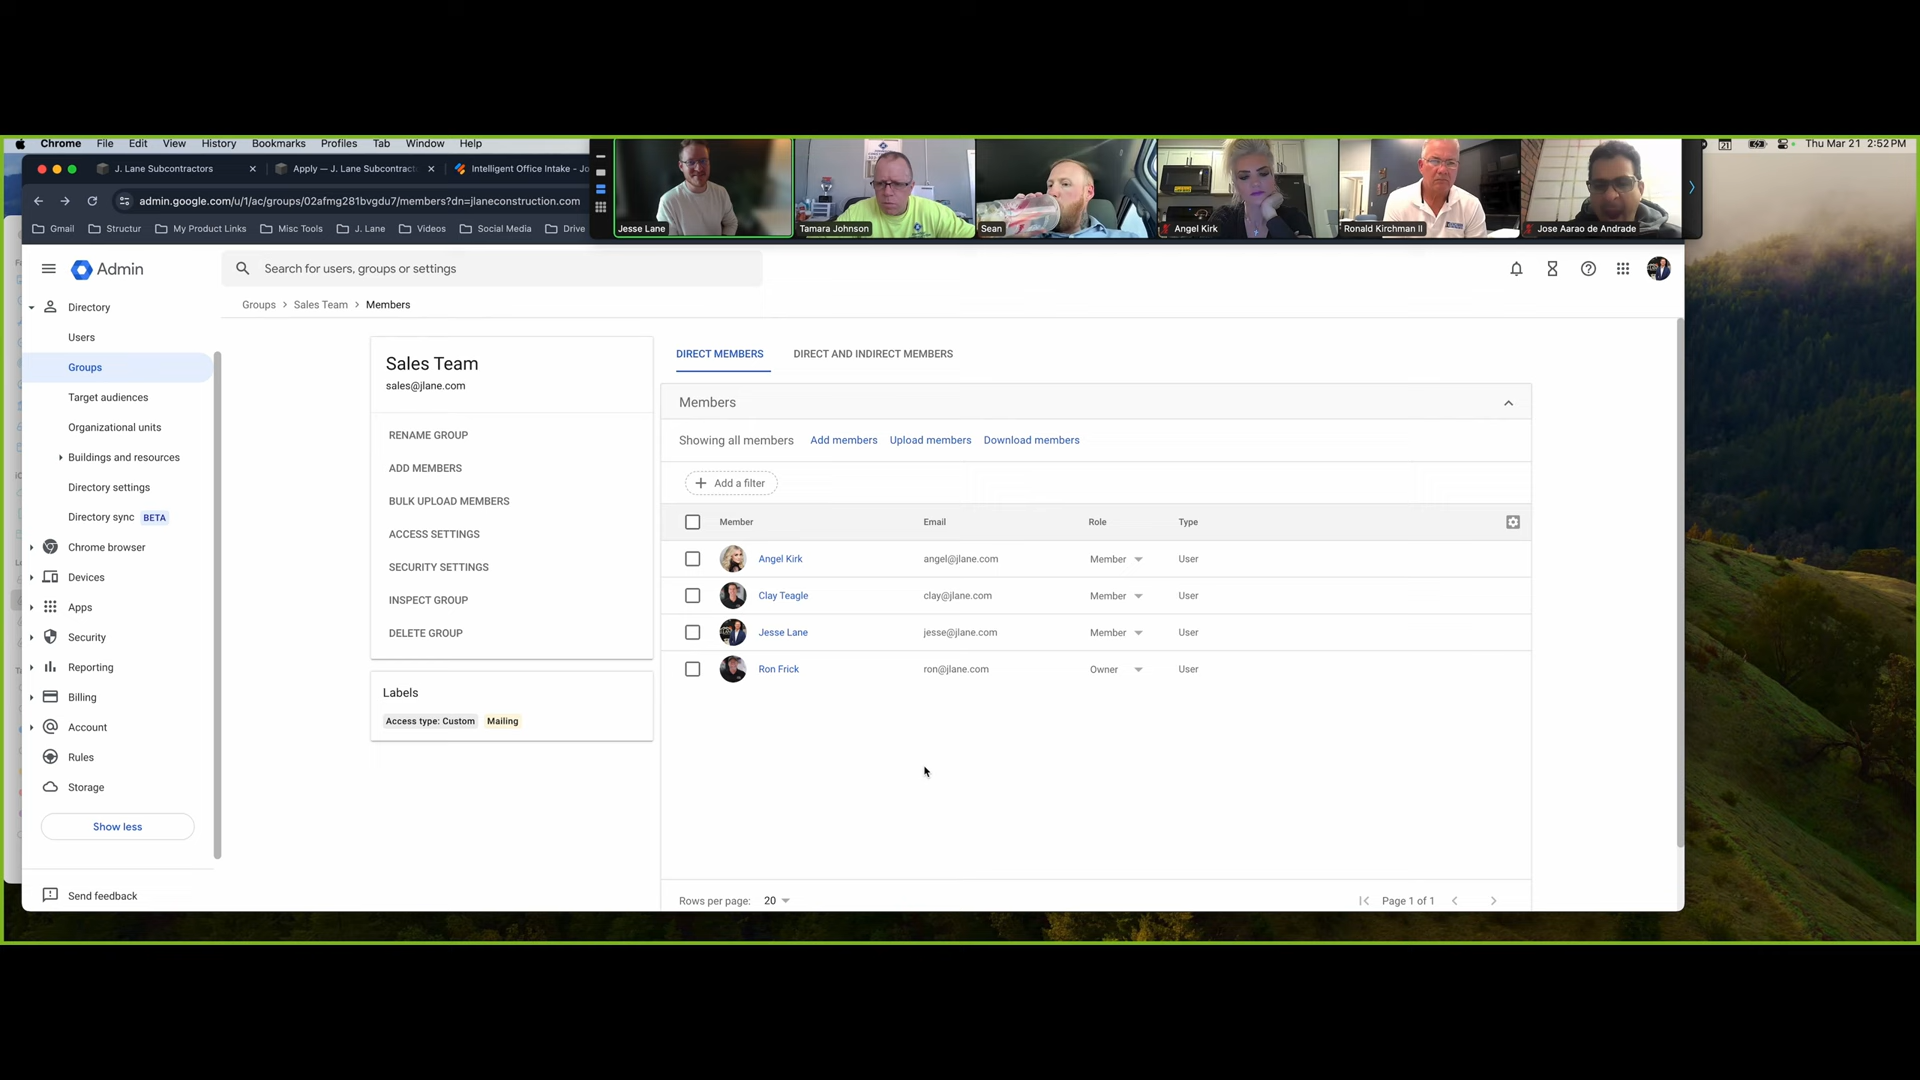 Chrome File Edit View History Bookmarks Profiles Tab Window Help
21 Thu Mar 21 2:52 PM
J. Lane Subcontractors
Apply — J. Lane Subcontract
Intelligent Office Intake - Jo
admin.google.com/u/1/ac/groups/02afmg281bvgdu7/members?dn=jlaneconstruction.com
Gmail Structur My Product Links Misc Tools J. Lane Videos Social Media Drive
Jesse Lane
Tamara Johnson
Sean
Angel Kirk
Ronald Kirchman II
Jose Aarao de Andrade
Admin
Search for users, groups or settings
Groups > Sales Team > Members
Directory
Users
Groups
Target audiences
Organizational units
Buildings and resources
Directory settings
Directory sync BETA
Chrome browser
Devices
Apps
Security
Reporting
Billing
Account
Rules
Storage
Show less
Send feedback
Sales Team
sales@jlane.com
RENAME GROUP
ADD MEMBERS
BULK UPLOAD MEMBERS
ACCESS SETTINGS
SECURITY SETTINGS
INSPECT GROUP
DELETE GROUP
Labels
Access type: Custom Mailing
DIRECT MEMBERS DIRECT AND INDIRECT MEMBERS
Members
Showing all members Add members Upload members Download members
Add a filter
Member Email Role Type
Angel Kirk angel@jlane.com Member User
Clay Teagle clay@jlane.com Member User
Jesse Lane jesse@jlane.com Member User
Ron Frick ron@jlane.com Owner User
Rows per page: 20 Page 1 of 1